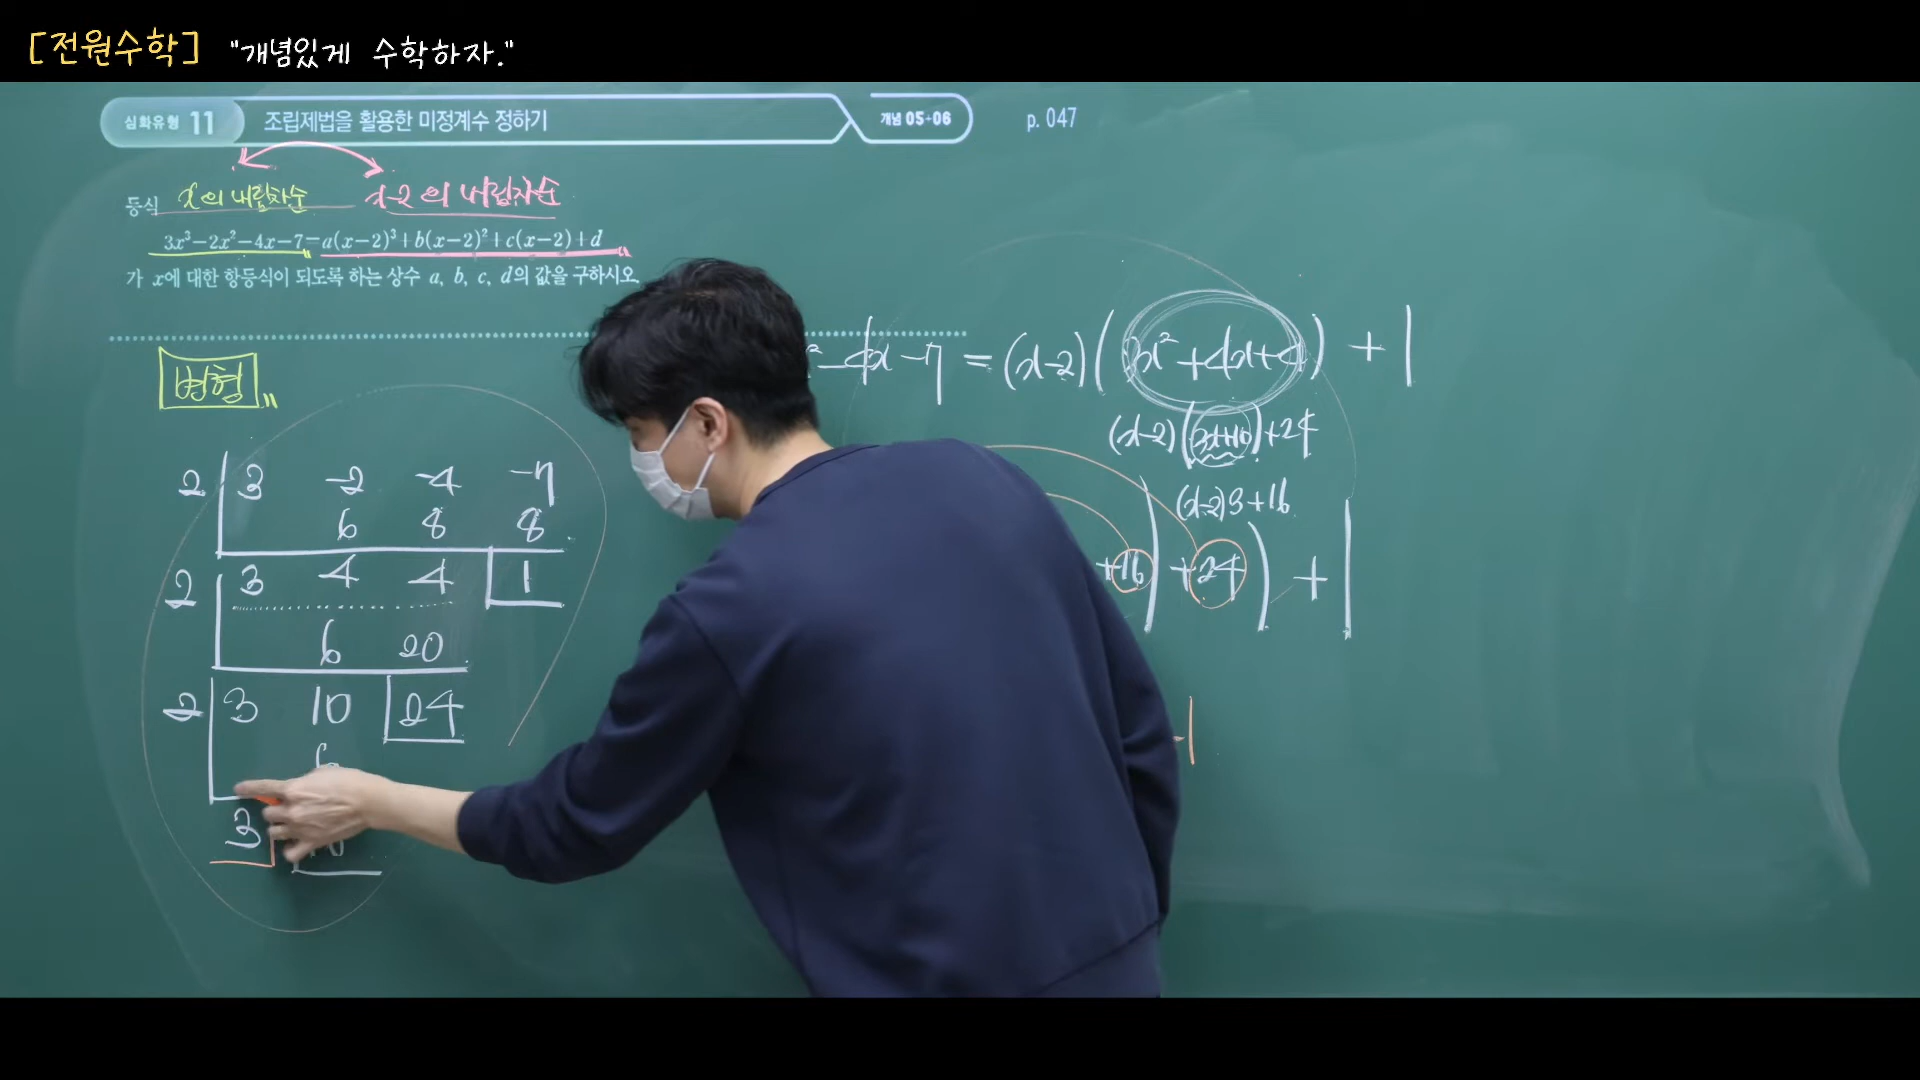 [전원수학] "개념있게 수학하자."
심화유형 11 조립제법을 활용한 미정계수 정하기 개념 05+06 p. 047
등식 x의 내림차순 x-2의 내림차순
3x³-2x²-4x-7=a(x-2)³+b(x-2)²+c(x-2)+d
가 x에 대한 항등식이 되도록 하는 상수 a, b, c, d의 값을 구하시오.
변형
2 3 -2 -4 -7
6 8 8
2 3 4 4 1
6 20
2 3 10 24
6
3
² -4x -7 = (x-2)(3x²+4x+4) + 1
(x-2)(3x+10)+24
(x-2)3+16
+16) +24) + 1